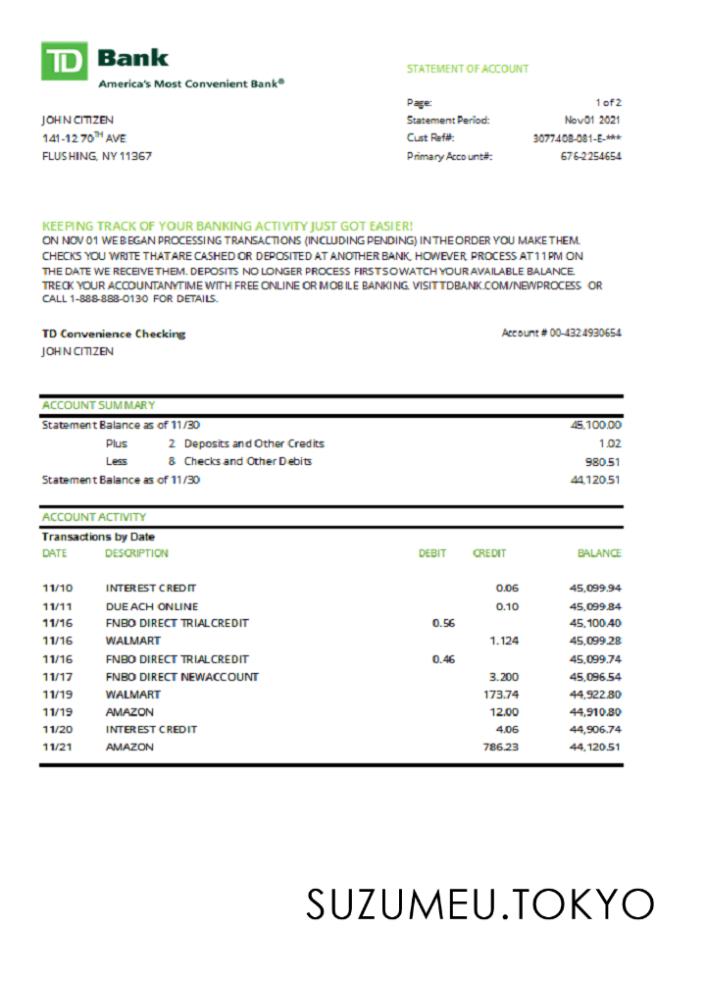 TD Bank
America's Most Convenient Bank®
STATEMENT OF ACCOUNT
Page: 1 of 2
JOHN CITIZEN Statement Period: Nov 01 2021
141-12 70TH AVE Cust Ref#: 3077408-081-E-***
FLUSHING, NY 11367 Primary Account#: 676-2254654
KEEPING TRACK OF YOUR BANKING ACTIVITY JUST GOT EASIER!
ON NOV 01 WE BEGAN PROCESSING TRANSACTIONS (INCLUDING PENDING) IN THE ORDER YOU MAKE THEM.
CHECKS YOU WRITE THAT ARE CASHED OR DEPOSITED AT ANOTHER BANK, HOWEVER, PROCESS AT 11 PM ON
THE DATE WE RECEIVE THEM. DEPOSITS NO LONGER PROCESS FIRST SO WATCH YOUR AVAILABLE BALANCE.
TRECK YOUR ACCOUNT ANYTIME WITH FREE ONLINE OR MOBILE BANKING. VISIT TDBANK.COM/NEWPROCESS OR
CALL 1-888-888-0130 FOR DETAILS.
TD Convenience Checking Account # 00-4324930654
JOHN CITIZEN
ACCOUNT SUMMARY
Statement Balance as of 11/30 45,100.00
Plus 2 Deposits and Other Credits 1.02
Less 8 Checks and Other Debits 980.51
Statement Balance as of 11/30 44,120.51
ACCOUNT ACTIVITY
Transactions by Date
DATE DESCRIPTION DEBIT CREDIT BALANCE
11/10 INTEREST CREDIT 0.06 45,099.94
11/11 DUE ACH ONLINE 0.10 45,099.84
11/16 FNBO DIRECT TRIAL CREDIT 0.56 45,100.40
11/16 WALMART 1.124 45,099.28
11/16 FNBO DIRECT TRIAL CREDIT 0.46 45,099.74
11/17 FNBO DIRECT NEW ACCOUNT 3.200 45,096.54
11/19 WALMART 173.74 44,922.80
11/19 AMAZON 12.00 44,910.80
11/20 INTEREST CREDIT 4.06 44,906.74
11/21 AMAZON 786.23 44,120.51
SUZUMEU.TOKYO